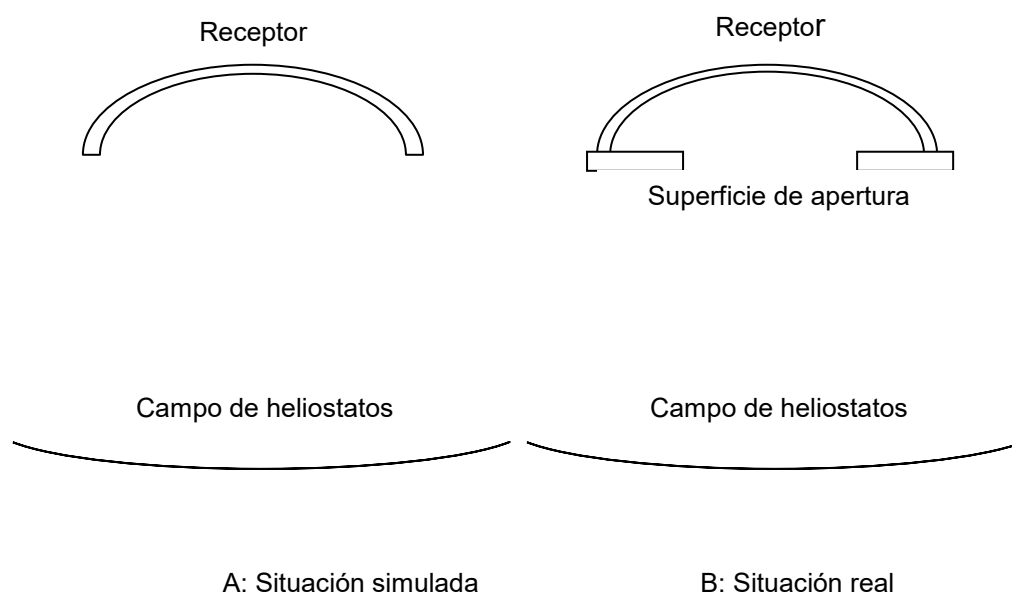 Receptor
Receptor
Superficie de apertura
Campo de heliostatos
Campo de heliostatos
A: Situación simulada
B: Situación real